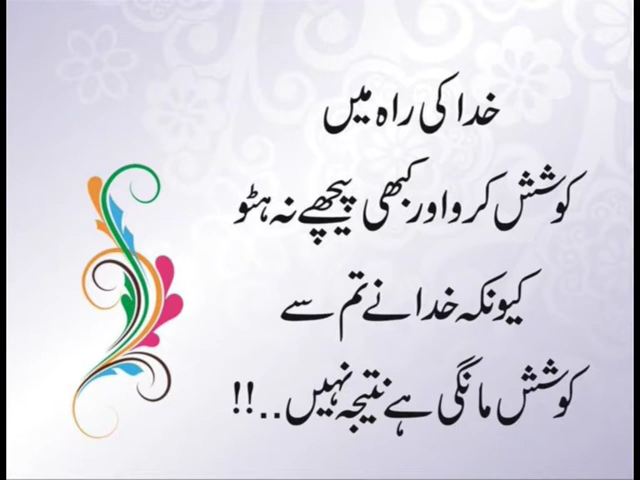 خدا کی راہ میں
کوشش کرو اور کبھی پیچھے نہ ہٹو
کیونکہ خدا نے تم سے
کوشش مانگی ہے نتیجہ نہیں..!!